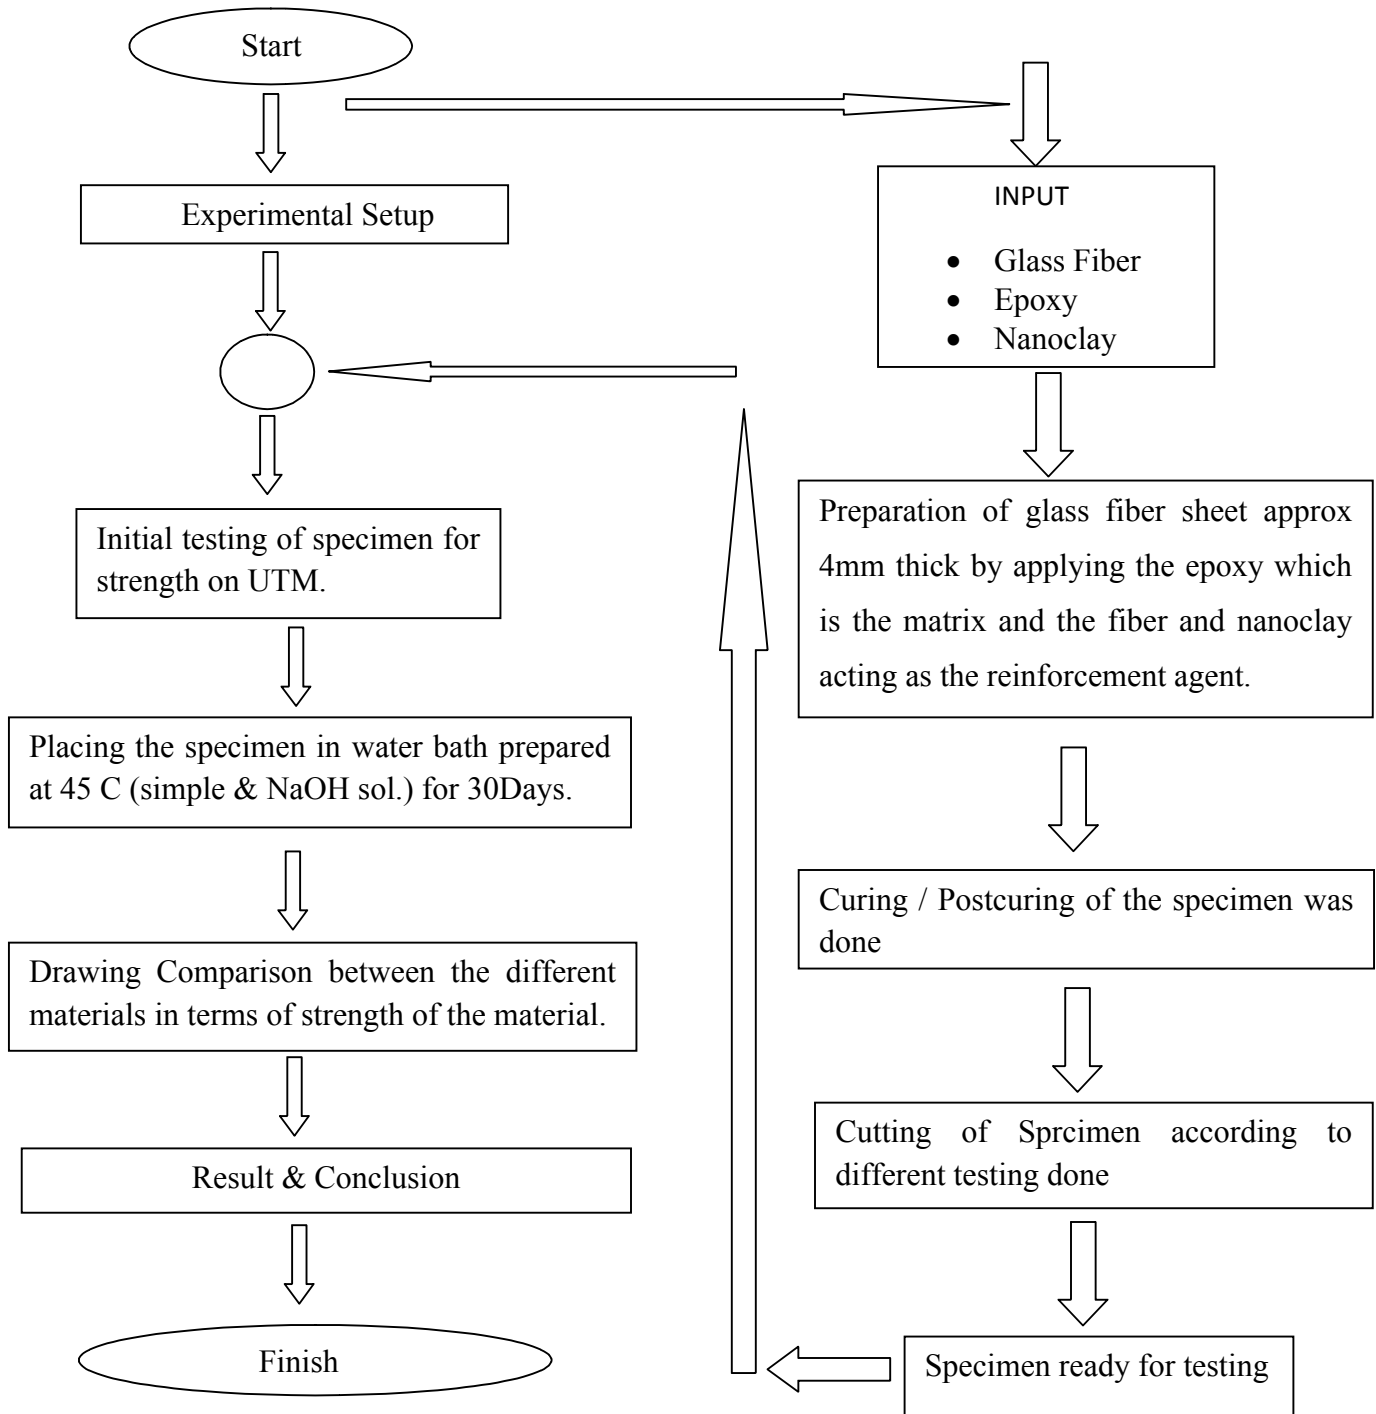 Start
Experimental Setup
Initial testing of specimen for
strength on UTM.
Placing the specimen in water bath prepared
at 45 C (simple & NaOH sol.) for 30Days.
Drawing Comparison between the different
materials in terms of strength of the material.
Result & Conclusion
Finish
INPUT
• Glass Fiber
• Epoxy
• Nanoclay
Preparation of glass fiber sheet approx
4mm thick by applying the epoxy which
is the matrix and the fiber and nanoclay
acting as the reinforcement agent.
Curing / Postcuring of the specimen was
done
Cutting of Sprcimen according to
different testing done
Specimen ready for testing